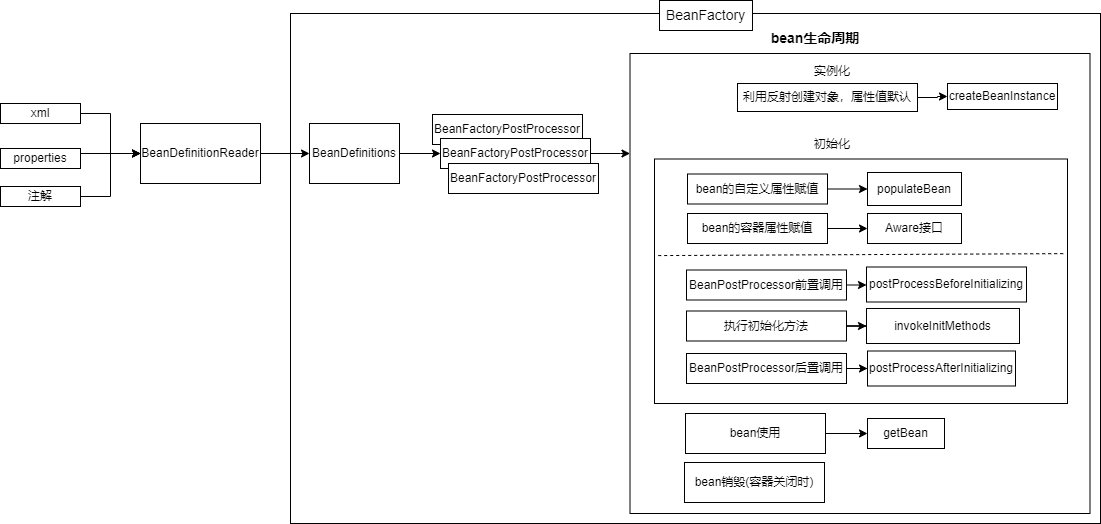 BeanFactory
bean生命周期
实例化
利用反射创建对象，属性值默认
createBeanInstance
xml
properties
注解
BeanDefinitionReader
BeanDefinitions
BeanFactoryPostProcessor
BeanFactoryPostProcessor
BeanFactoryPostProcessor
初始化
bean的自定义属性赋值
populateBean
bean的容器属性赋值
Aware接口
BeanPostProcessor前置调用
postProcessBeforeInitializing
执行初始化方法
invokeInitMethods
BeanPostProcessor后置调用
postProcessAfterInitializing
bean使用
getBean
bean销毁(容器关闭时)